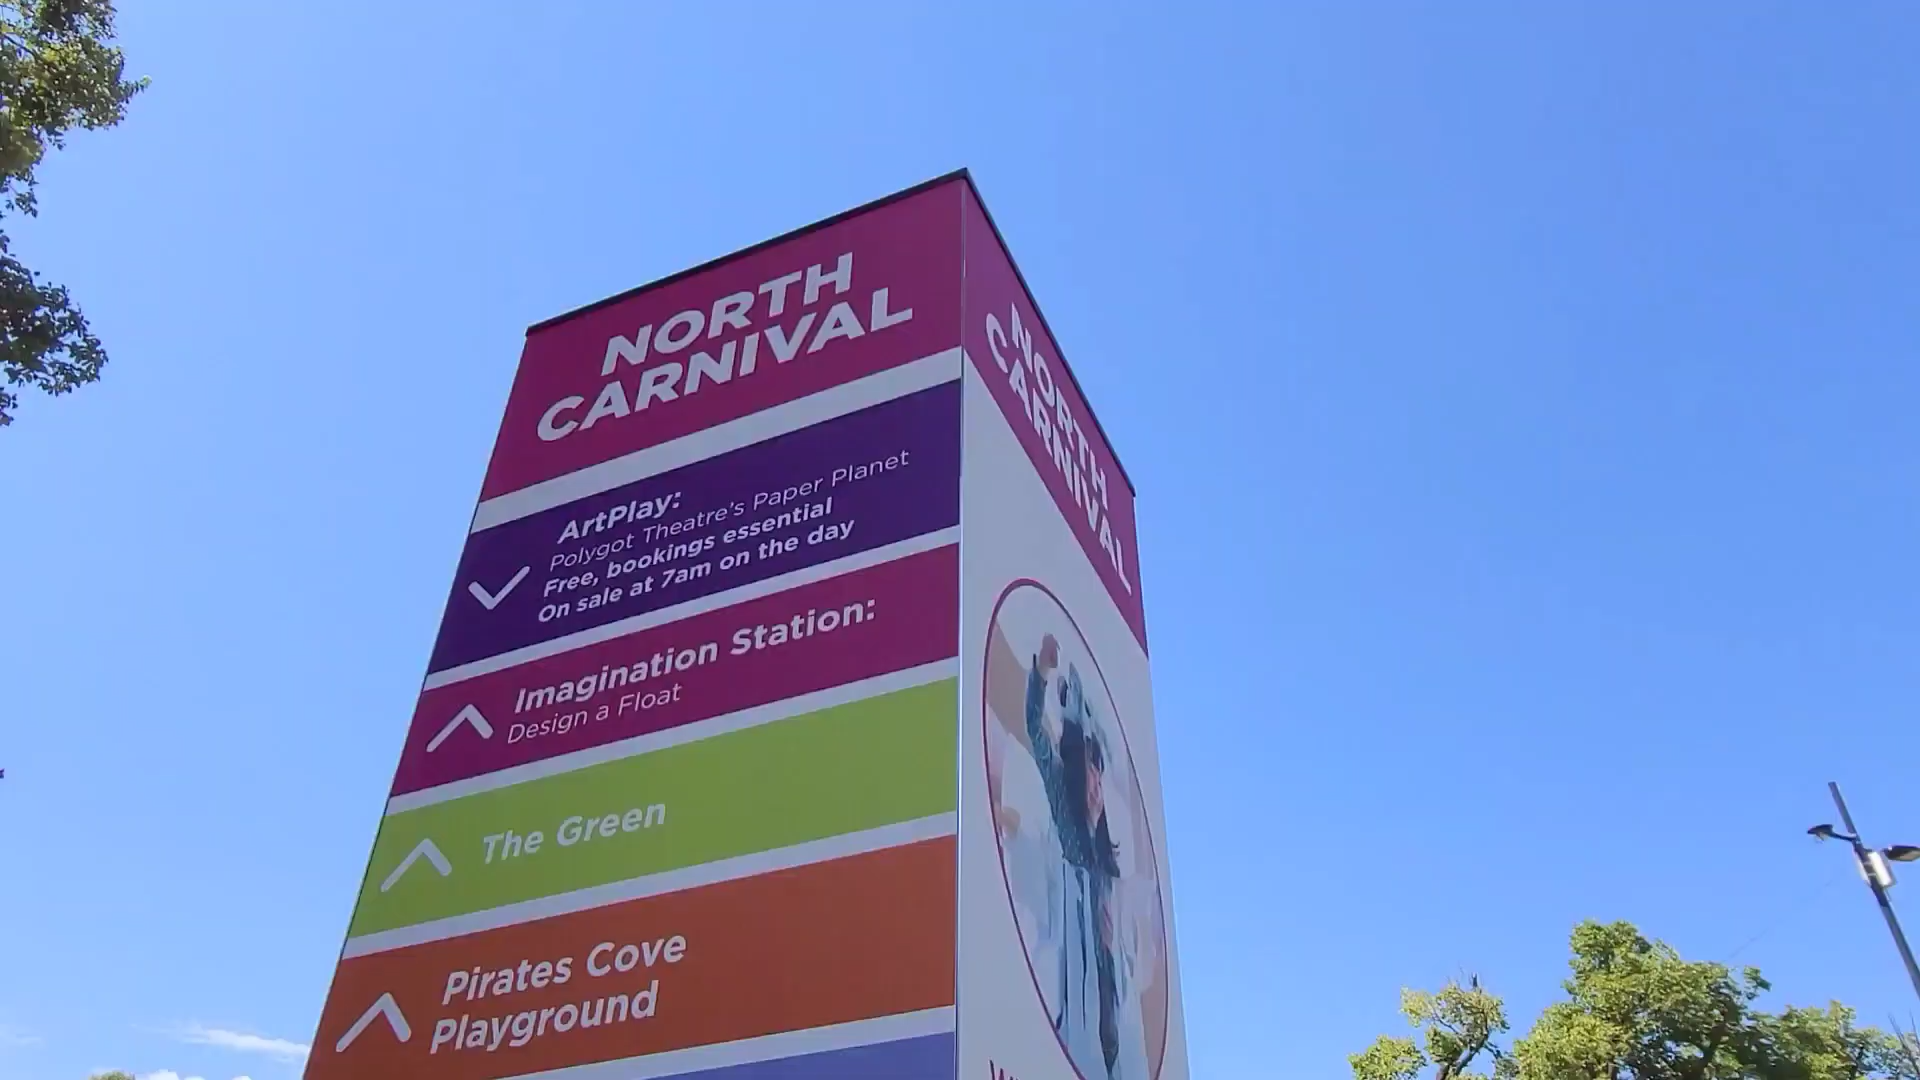 NORTH
CARNIVAL
ArtPlay:
Polygot Theatre's Paper Planet
Free, bookings essential
On sale at 7am on the day
Imagination Station:
Design a Float
The Green
Pirates Cove
Playground
NORTH
CARNIVAL